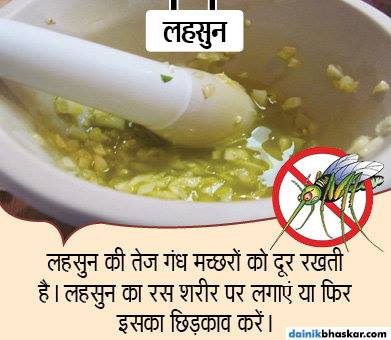 लहसुन
लहसुन की तेज गंध मच्छरों को दूर रखती
है। लहसुन का रस शरीर पर लगाएं या फिर
इसका छिड़काव करें।
dainikbhaskar.com